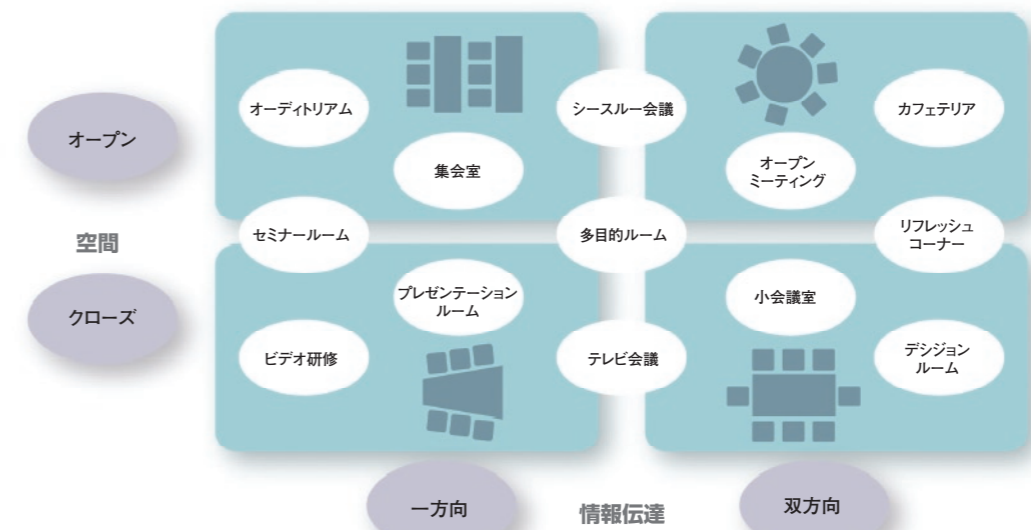 オーディトリアム
シースルー会議
カフェテリア
オープン
集会室
オープン
ミーティング
空間
セミナールーム
多目的ルーム
リフレッシュ
コーナー
クローズ
プレゼンテーション
ルーム
小会議室
ビデオ研修
テレビ会議
デシジョン
ルーム
一方向
情報伝達
双方向